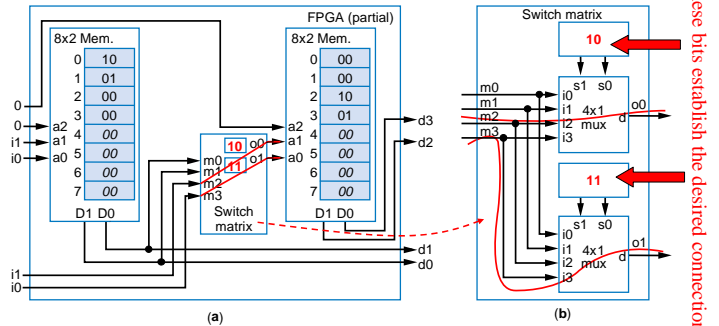 FPGA (partial)
8x2 Mem.
0 10
1 01
2 00
3 00
4 00
5 00
6 00
7 00
D1 D0
0
0
i1
i0
a2
a1
a0
m0
m1
m2
m3
10
11
o0
o1
Switch
matrix
8x2 Mem.
0 00
1 00
2 10
3 01
4 00
5 00
6 00
7 00
D1 D0
a2
a1
a0
d3
d2
d1
d0
i1
i0
(a)
Switch matrix
10
s1 s0
m0
m1
m2
m3
i0
i1
i2
i3
4x1
mux
d
o0
11
s1 s0
i0
i1
i2
i3
4x1
mux
d
o1
(b)
ese bits establish the desired connection